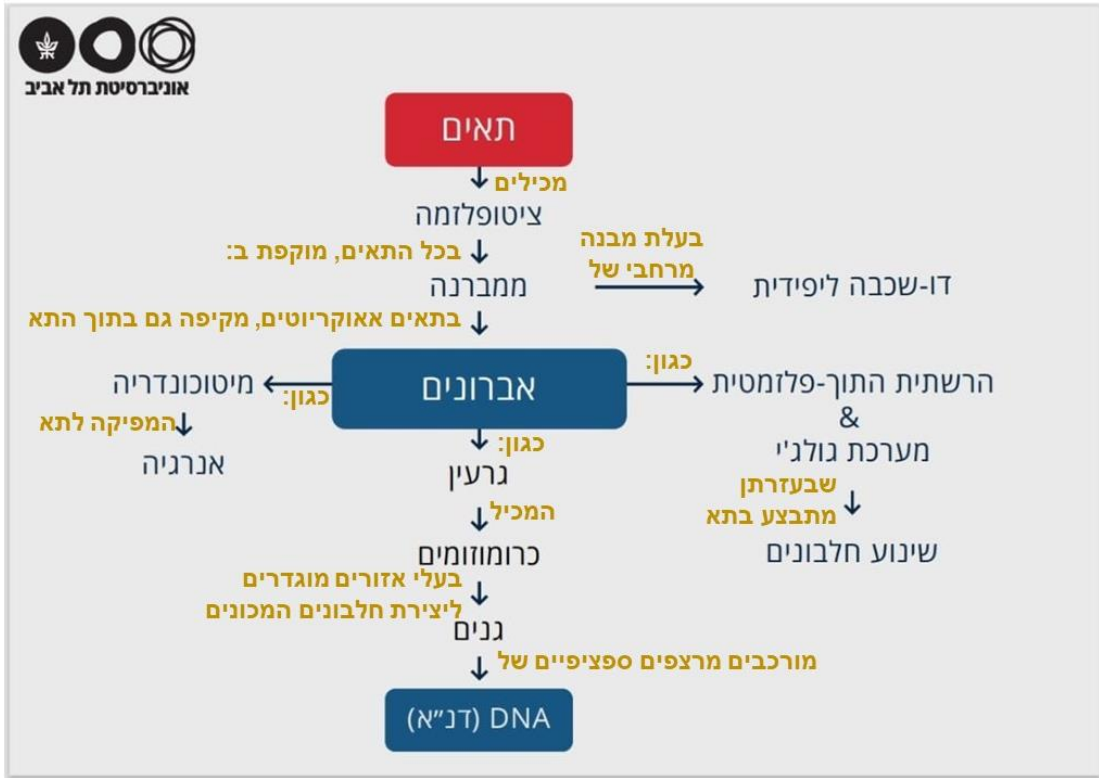 אוניברסיטת תל אביב
תאים
מכילים
ציטופלזמה
בכל התאים, מוקפת ב:
ממברנה
בעלת מבנה
מרחבי של
דו-שכבה ליפידית
בתאים אאוקריוטים, מקיפה גם בתוך התא
אברונים
כגון:
הרשתית התוך-פלזמטית
&
מערכת גולג'י
שבעזרתן
מתבצע בתא
שינוע חלבונים
כגון:
מיטוכונדריה
המפיקה לתא
אנרגיה
כגון:
גרעין
המכיל
כרומוזומים
בעלי אזורים מוגדרים
ליצירת חלבונים המכונים
גנים
מורכבים מרצפים ספציפיים של
DNA (דנ״א)